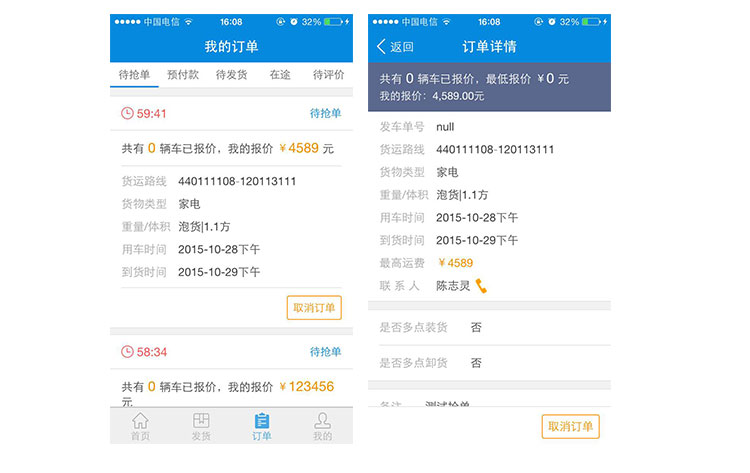 中国电信 16:08 32%
我的订单
待抢单 预付款 待发货 在途 待评价
59:41 待抢单
共有 0 辆车已报价，我的报价 ¥4589 元
货运路线 440111108-120113111
货物类型 家电
重量/体积 泡货|1.1方
用车时间 2015-10-28下午
到货时间 2015-10-29下午
取消订单
58:34 待抢单
共有 0 辆车已报价，我的报价 ¥123456
元
首页 发货 订单 我的
中国电信 16:08 32%
返回 订单详情
共有 0 辆车已报价，最低报价 ¥0 元
我的报价：4,589.00元
发车单号 null
货运路线 440111108-120113111
货物类型 家电
重量/体积 泡货|1.1方
用车时间 2015-10-28下午
到货时间 2015-10-29下午
最高运费 ¥4589
联 系 人 陈志灵
是否多点装货 否
是否多点卸货 否
备注 测试抢单
取消订单